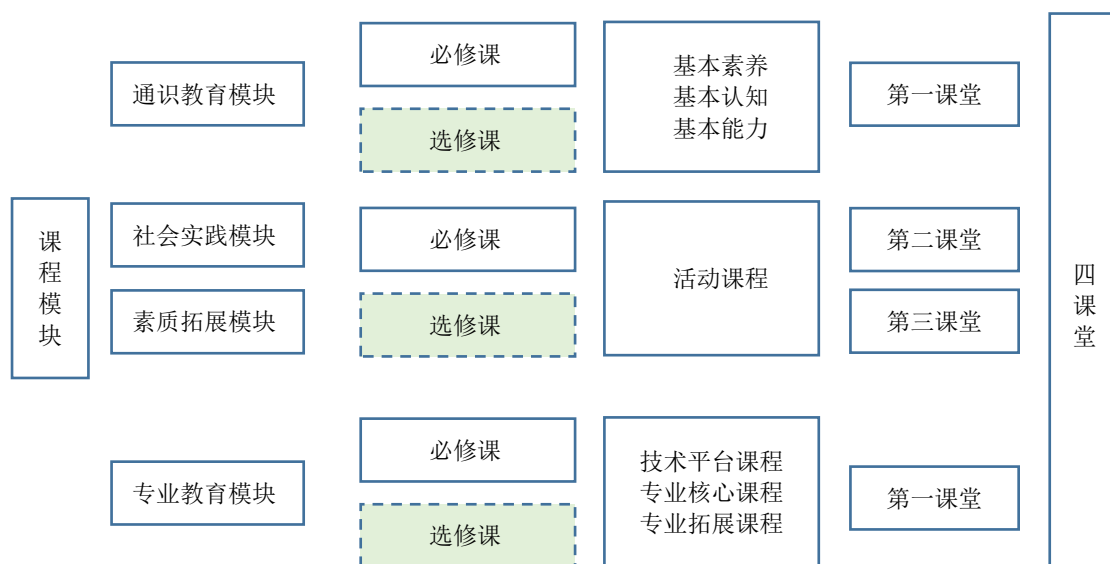 课程模块
通识教育模块
必修课
选修课
基本素养
基本认知
基本能力
第一课堂
社会实践模块
素质拓展模块
必修课
选修课
活动课程
第二课堂
第三课堂
专业教育模块
必修课
选修课
技术平台课程
专业核心课程
专业拓展课程
第一课堂
四课堂